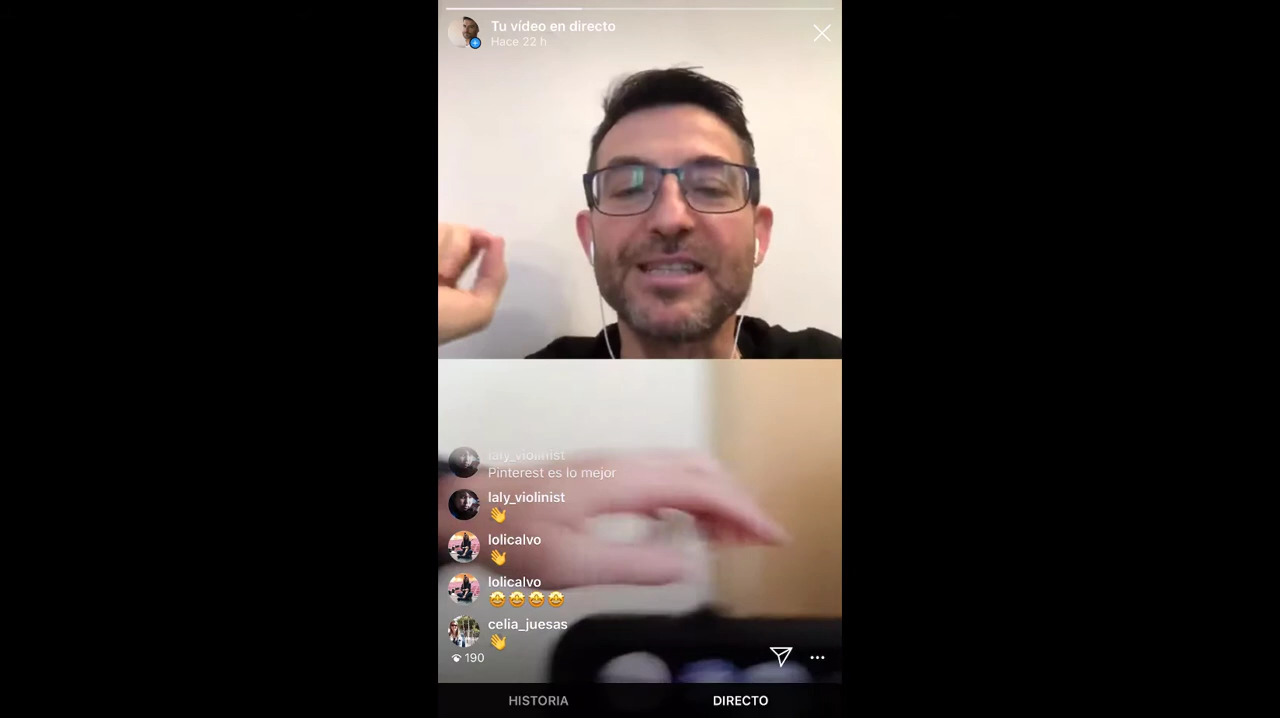 Tu vídeo en directo
Hace 22 h
laly_violinist
Pinterest es lo mejor
laly_violinist
👋
lolicalvo
👋
lolicalvo
🤩🤩🤩🤩
celia_juesas
👋
190
HISTORIA
DIRECTO